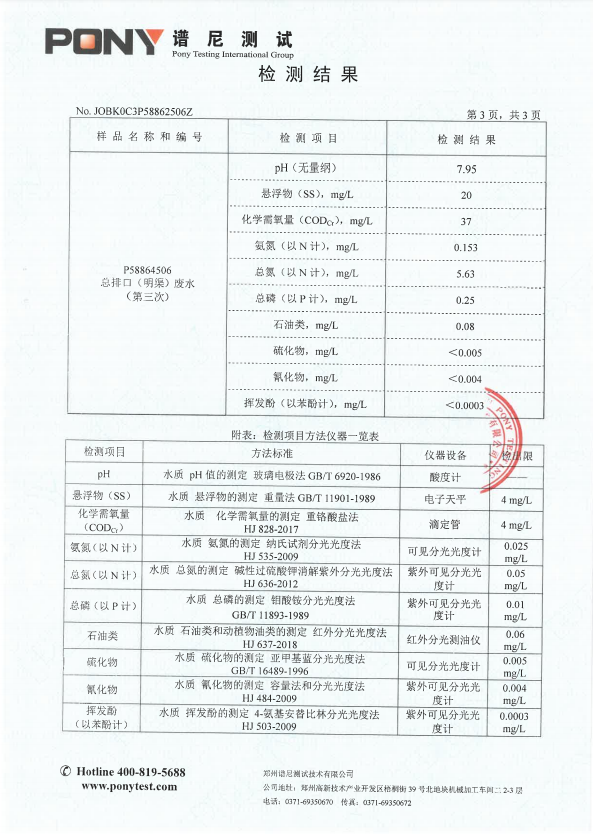 PONY 谱尼测试
Pony Testing International Group
检测结果
No. JOBK0C3P58862506Z
第 3 页，共 3 页
样品名称和编号 检测项目 检测结果
P58864506
总排口（明渠）废水
（第三次）
pH（无量纲） 7.95
悬浮物（SS），mg/L 20
化学需氧量（CODCr），mg/L 37
氨氮（以 N 计），mg/L 0.153
总氮（以 N 计），mg/L 5.63
总磷（以 P 计），mg/L 0.25
石油类，mg/L 0.08
硫化物，mg/L ＜0.005
氰化物，mg/L ＜0.004
挥发酚（以苯酚计），mg/L ＜0.0003
附表：检测项目方法仪器一览表
检测项目 方法标准 仪器设备 检出限
pH 水质 pH 值的测定 玻璃电极法 GB/T 6920-1986 酸度计 ——
悬浮物（SS） 水质 悬浮物的测定 重量法 GB/T 11901-1989 电子天平 4 mg/L
化学需氧量
（CODCr）
水质 化学需氧量的测定 重铬酸盐法
HJ 828-2017
滴定管 4 mg/L
氨氮（以 N 计）
水质 氨氮的测定 纳氏试剂分光光度法
HJ 535-2009
可见分光光度计
0.025
mg/L
总氮（以 N 计）
水质 总氮的测定 碱性过硫酸钾消解紫外分光光度法
HJ 636-2012
紫外可见分光光
度计
0.05
mg/L
总磷（以 P 计）
水质 总磷的测定 钼酸铵分光光度法
GB/T 11893-1989
紫外可见分光光
度计
0.01
mg/L
石油类
水质 石油类和动植物油类的测定 红外分光光度法
HJ 637-2018
红外分光测油仪
0.06
mg/L
硫化物
水质 硫化物的测定 亚甲基蓝分光光度法
GB/T 16489-1996
可见分光光度计
0.005
mg/L
氰化物
水质 氰化物的测定 容量法和分光光度法
HJ 484-2009
紫外可见分光光
度计
0.004
mg/L
挥发酚
（以苯酚计）
水质 挥发酚的测定 4-氨基安替比林分光光度法
HJ 503-2009
紫外可见分光光
度计
0.0003
mg/L
PONY TESTING
有限公司
Hotline 400-819-5688
www.ponytest.com
郑州谱尼测试技术有限公司
公司地址：郑州高新技术产业开发区梧桐街 39 号北地块机械加工车间二 2-3 层
电话：0371-69350670 传真：0371-69350672